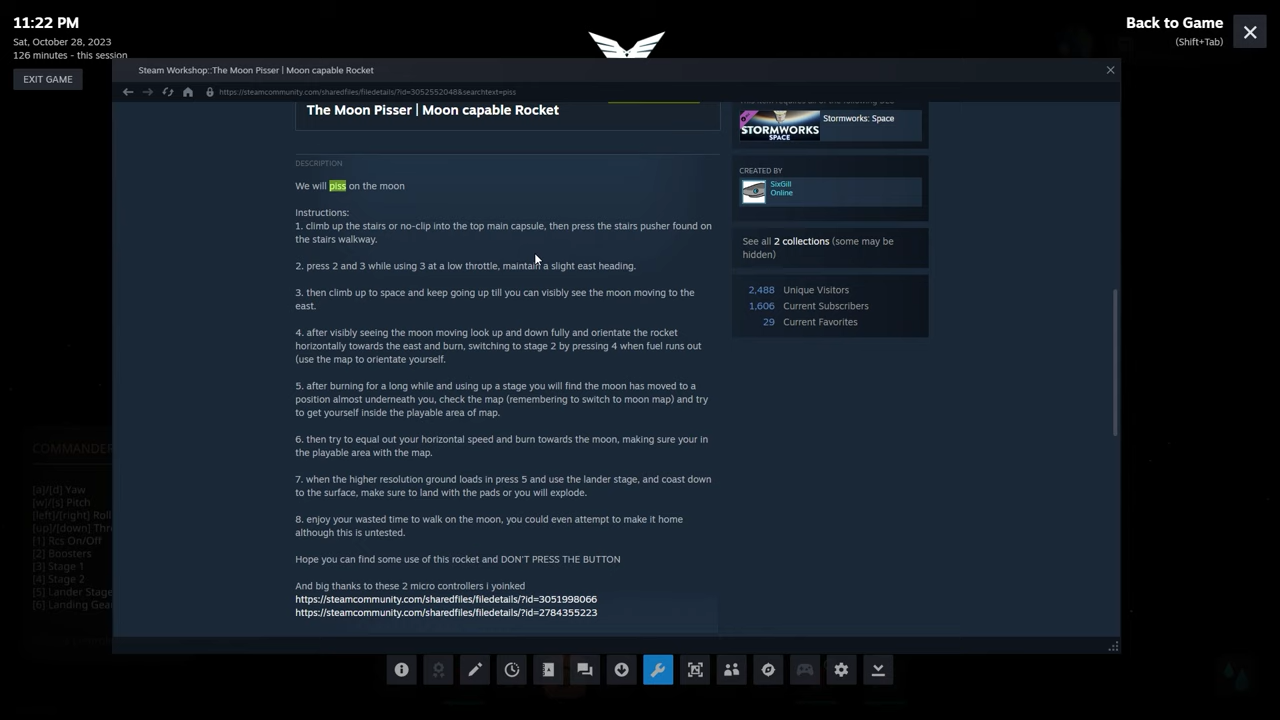 11:22 PM
Sat, October 28, 2023
126 minutes - this session
EXIT GAME
Back to Game
(Shift+Tab)
Steam Workshop::The Moon Pisser | Moon capable Rocket
https://steamcommunity.com/sharedfiles/filedetails/?id=3052552048&searchtext=piss
The Moon Pisser | Moon capable Rocket
DESCRIPTION
We will piss on the moon
Instructions:
1. climb up the stairs or no-clip into the top main capsule, then press the stairs pusher found on
the stairs walkway.
2. press 2 and 3 while using 3 at a low throttle, maintain a slight east heading.
3. then climb up to space and keep going up till you can visibly see the moon moving to the
east.
4. after visibly seeing the moon moving look up and down fully and orientate the rocket
horizontally towards the east and burn, switching to stage 2 by pressing 4 when fuel runs out
(use the map to orientate yourself.
5. after burning for a long while and using up a stage you will find the moon has moved to a
position almost underneath you, check the map (remembering to switch to moon map) and try
to get yourself inside the playable area of map.
6. then try to equal out your horizontal speed and burn towards the moon, making sure your in
the playable area with the map.
7. when the higher resolution ground loads in press 5 and use the lander stage, and coast down
to the surface, make sure to land with the pads or you will explode.
8. enjoy your wasted time to walk on the moon, you could even attempt to make it home
although this is untested.
Hope you can find some use of this rocket and DON'T PRESS THE BUTTON
And big thanks to these 2 micro controllers i yoinked
https://steamcommunity.com/sharedfiles/filedetails/?id=3051998066
https://steamcommunity.com/sharedfiles/filedetails/?id=2784355223
STORMWORKS
SPACE
Stormworks: Space
CREATED BY
SixGill
Online
See all 2 collections (some may be
hidden)
2,488 Unique Visitors
1,606 Current Subscribers
29 Current Favorites
COMMANDER
[a]/[d] Yaw
[w]/[s] Pitch
[left]/[right] Roll
[up]/[down]
[1] Rcs On/Off
[2] Boosters
[3] Stage 1
[4] Stage 2
[5] Lander Stage
[6] Landing